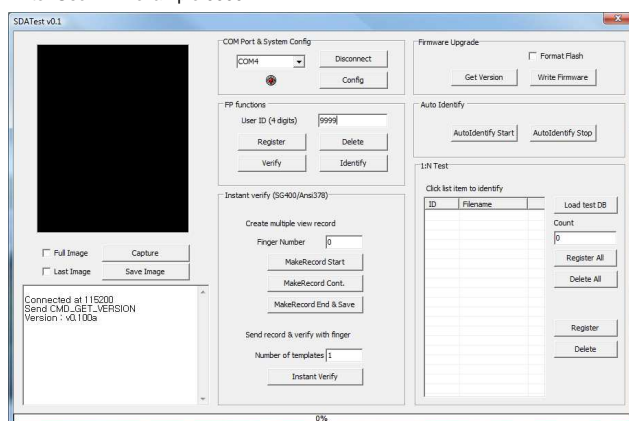 SDATest v0.1
COM Port & System Config
COM4
Disconnect
Config
Firmware Upgrade
Format Flash
Get Version
Write Firmware
FP functions
User ID (4 digits)
9999
Register
Delete
Verify
Identify
Auto Identify
AutoIdentify Start
AutoIdentify Stop
Instant verify (SG400/Ansi378)
Create multiple view record
Finger Number
0
MakeRecord Start
MakeRecord Cont.
MakeRecord End & Save
Send record & verify with finger
Number of templates
1
Instant Verify
1:N Test
Click list item to identify
ID
Filename
Load test DB
Count
0
Register All
Delete All
Register
Delete
Full Image
Capture
Last Image
Save Image
Connected at 115200
Send CMD_GET_VERSION
Version : v0.100a
0%